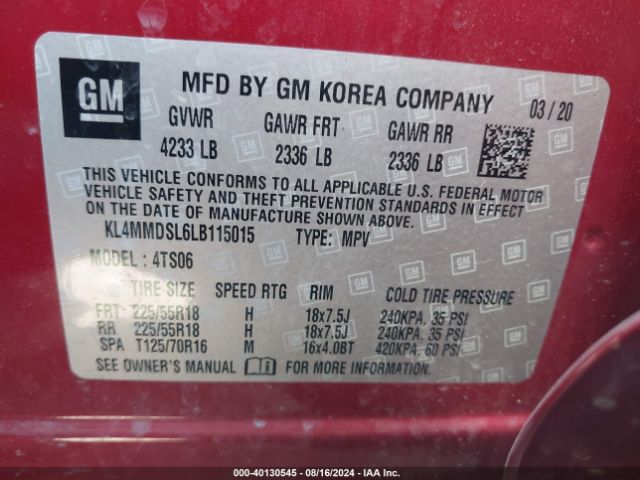 GM MFD BY GM KOREA COMPANY 03/20
GVWR GAWR FRT GAWR RR
4233 LB 2336 LB 2336 LB
THIS VEHICLE CONFORMS TO ALL APPLICABLE U.S. FEDERAL MOTOR
VEHICLE SAFETY AND THEFT PREVENTION STANDARDS IN EFFECT
ON THE DATE OF MANUFACTURE SHOWN ABOVE.
KL4MMDSL6LB115015 TYPE: MPV
MODEL: 4TS06
TIRE SIZE SPEED RTG RIM COLD TIRE PRESSURE
FRT 225/55R18 H 18x7.5J 240KPA, 35 PSI
RR 225/55R18 H 18x7.5J 240KPA, 35 PSI
SPA T125/70R16 M 16x4.0BT 420KPA, 60 PSI
SEE OWNER'S MANUAL i FOR MORE INFORMATION.
000-40130545 - 08/16/2024 - IAA Inc.